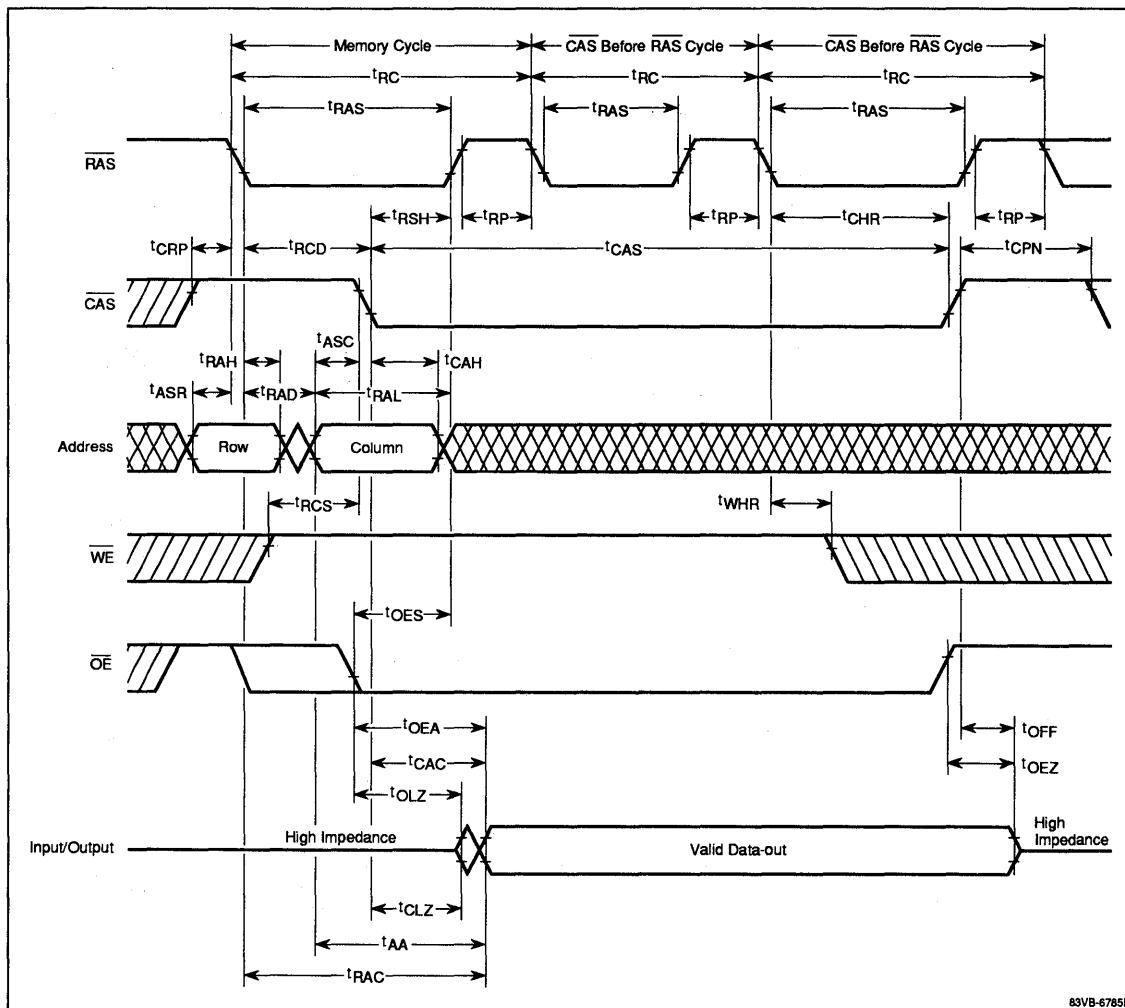 Memory Cycle
CAS Before RAS Cycle
CAS Before RAS Cycle
tRC
tRC
tRC
tRAS
tRAS
tRAS
RAS
tRSH
tRP
tRP
tCHR
tRP
tCRP
tRCD
tCAS
tCPN
CAS
tASC
tRAH
tCAH
tASR
tRAD
tRAL
Address
Row
Column
tRCS
tWHR
WE
tOES
OE
tOEA
tOFF
tCAC
tOEZ
tOLZ
High Impedance
High
Impedance
Input/Output
Valid Data-out
tCLZ
tAA
tRAC